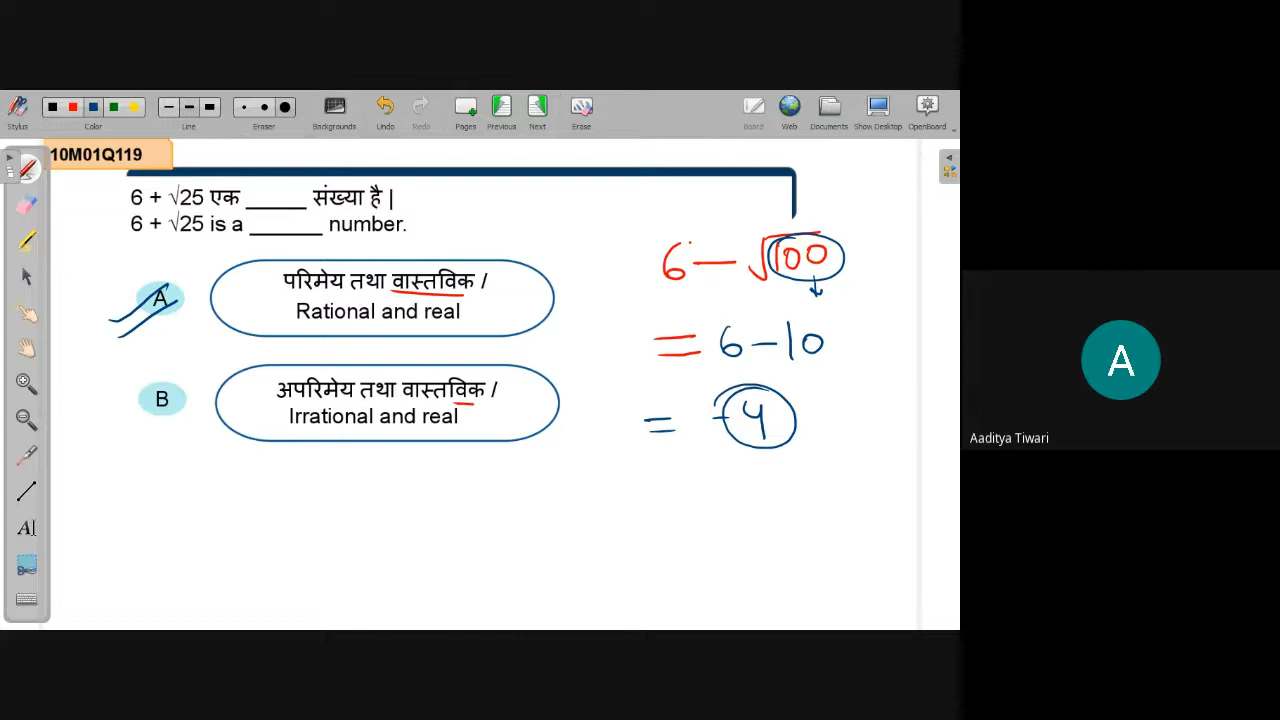 Stylus
Color
Line
Eraser
Backgrounds
Undo
Redo
Pages
Previous
Next
Erase
Board
Web
Documents
Show Desktop
OpenBoard
10M01Q119
6 + √25 एक _____ संख्या है |
6 + √25 is a ______ number.
A
परिमेय तथा वास्तविक /
Rational and real
B
अपरिमेय तथा वास्तविक /
Irrational and real
6 — √100
= 6 – 10
= -4
A
Aaditya Tiwari